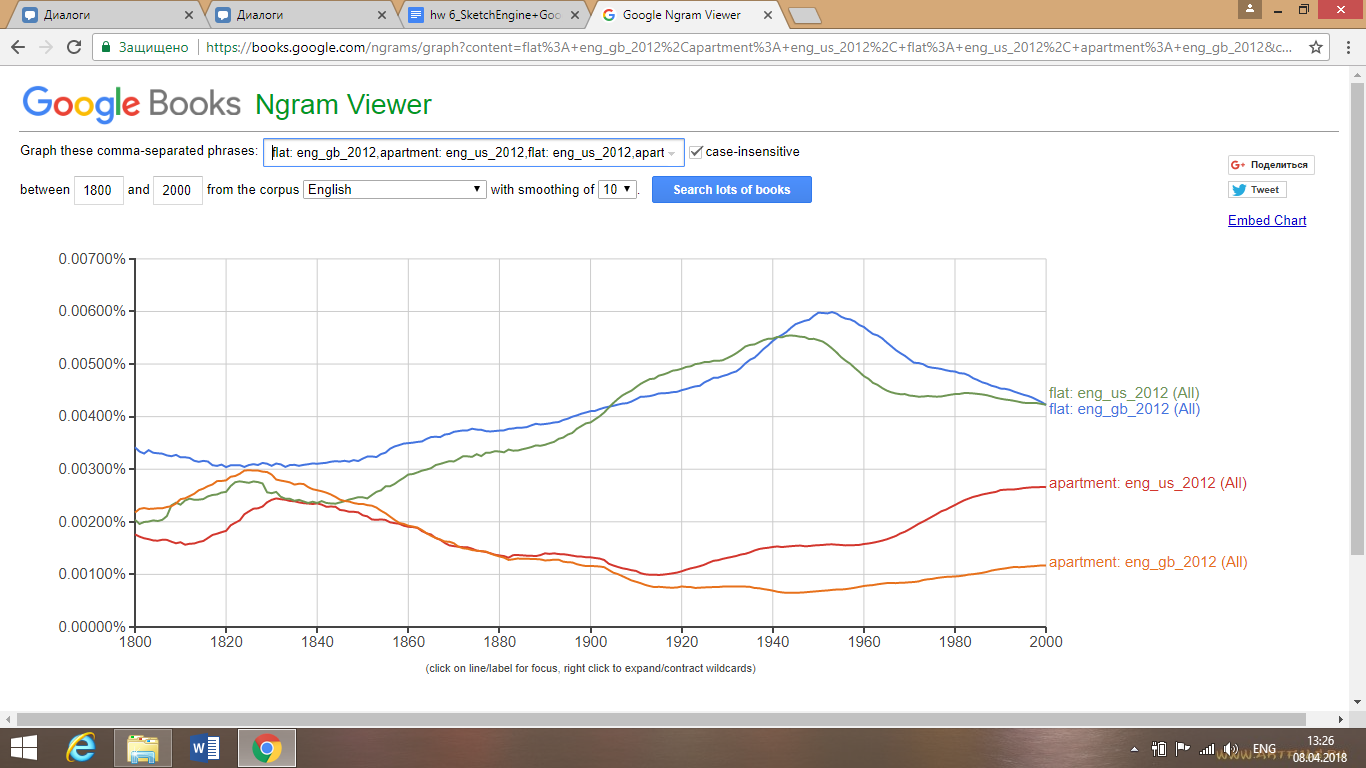 Диалоги
Диалоги
hw 6_SketchEngine+Goo
Google Ngram Viewer
Защищено
https://books.google.com/ngrams/graph?content=flat%3A+eng_gb_2012%2Capartment%3A+eng_us_2012%2C+flat%3A+eng_us_2012%2C+apartment%3A+eng_gb_2012&c...
Google Books Ngram Viewer
Graph these comma-separated phrases: flat: eng_gb_2012,apartment: eng_us_2012,flat: eng_us_2012,apart case-insensitive
between 1800 and 2000 from the corpus English with smoothing of 10 . Search lots of books
G+ Поделиться
Tweet
Embed Chart
0.00700%
0.00600%
0.00500%
0.00400%
0.00300%
0.00200%
0.00100%
0.00000%
flat: eng_us_2012 (All)
flat: eng_gb_2012 (All)
apartment: eng_us_2012 (All)
apartment: eng_gb_2012 (All)
1800 1820 1840 1860 1880 1900 1920 1940 1960 1980 2000
(click on line/label for focus, right click to expand/contract wildcards)
ENG
13:26
08.04.2018